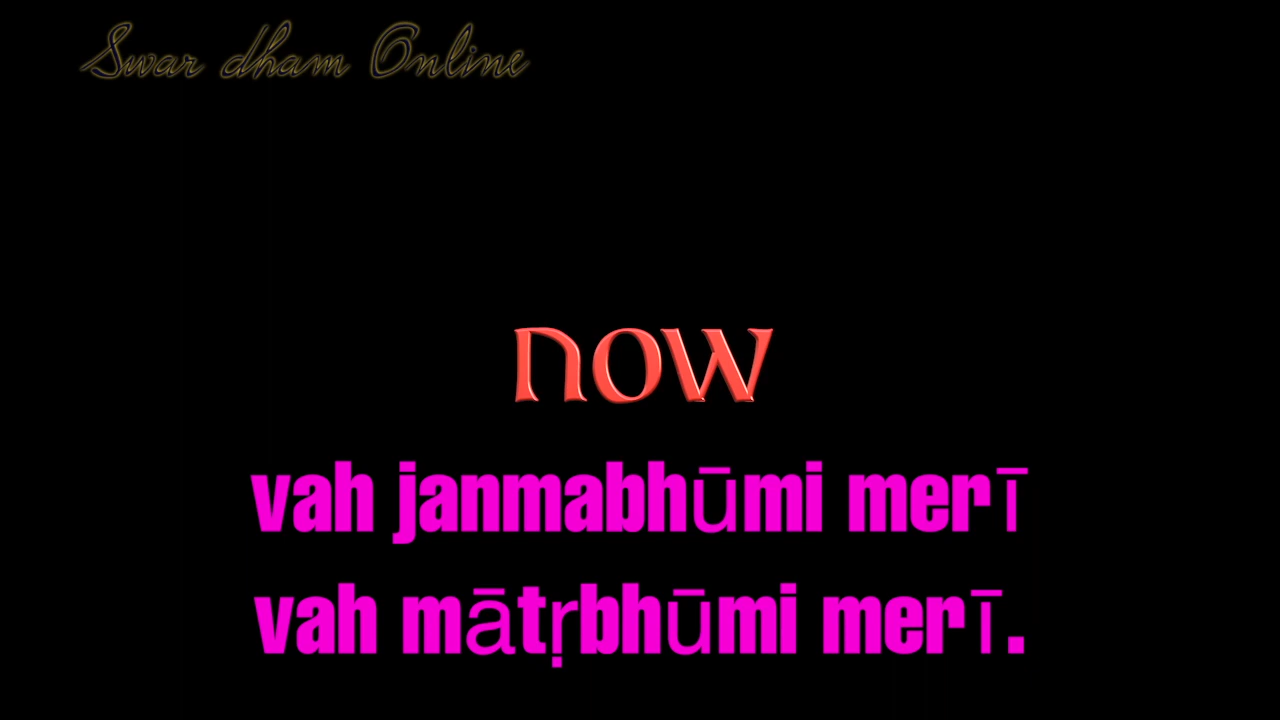 Swar dham Online
now
vah janmabhūmi merī
vah mātṛbhūmi merī.